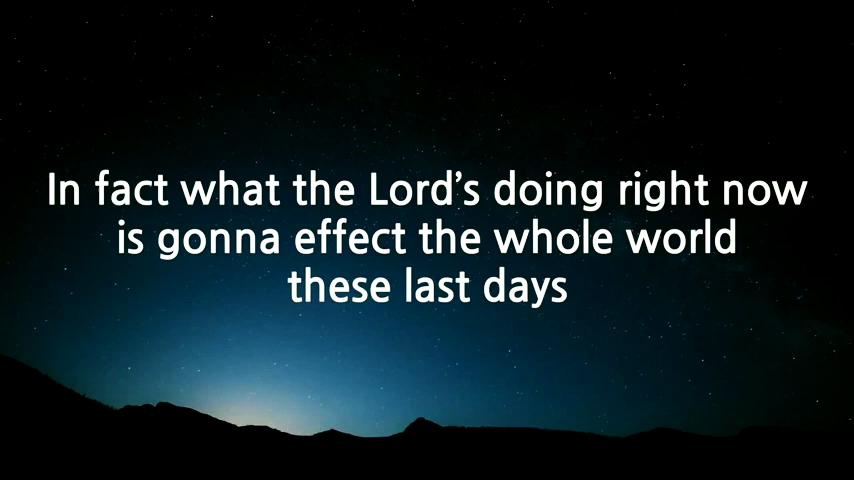 In fact what the Lord’s doing right now
is gonna effect the whole world
these last days